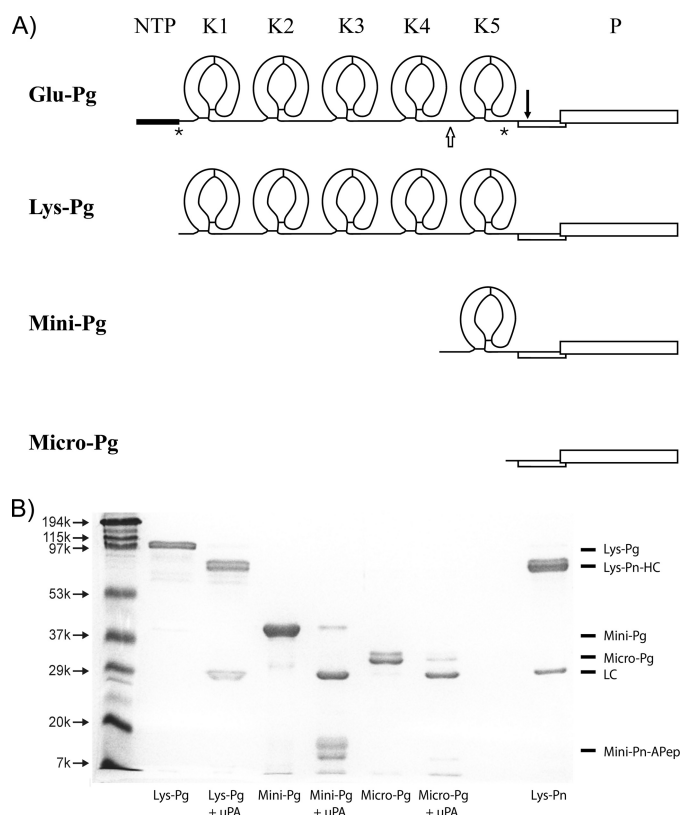 A)
NTP K1 K2 K3 K4 K5 P
Glu-Pg
* *
Lys-Pg
Mini-Pg
Micro-Pg
B)
194k
115k
97k
53k
37k
29k
20k
7k
Lys-Pg
Lys-Pn-HC
Mini-Pg
Micro-Pg
LC
Mini-Pn-APep
Lys-Pg Lys-Pg Mini-Pg Mini-Pg Micro-Pg Micro-Pg Lys-Pn
+ uPA + uPA + uPA